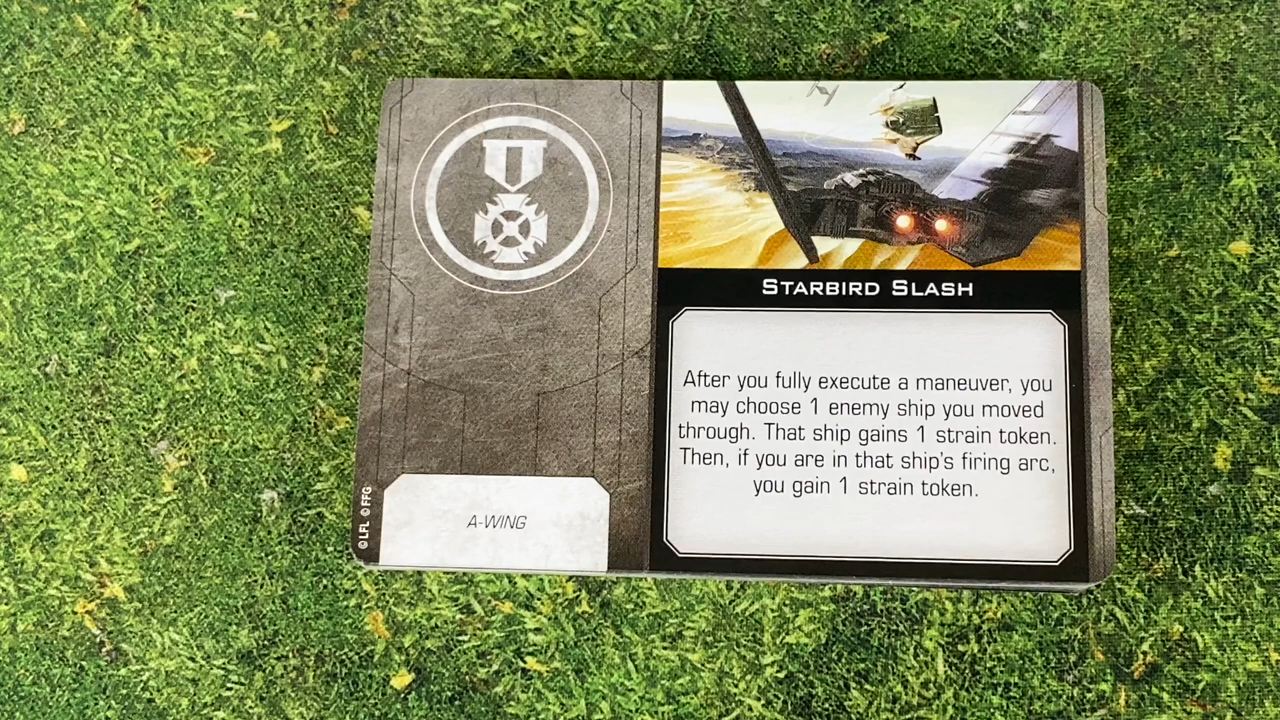 STARBIRD SLASH
After you fully execute a maneuver, you
may choose 1 enemy ship you moved
through. That ship gains 1 strain token.
Then, if you are in that ship's firing arc,
you gain 1 strain token.
A-WING
©LFL ©FFG